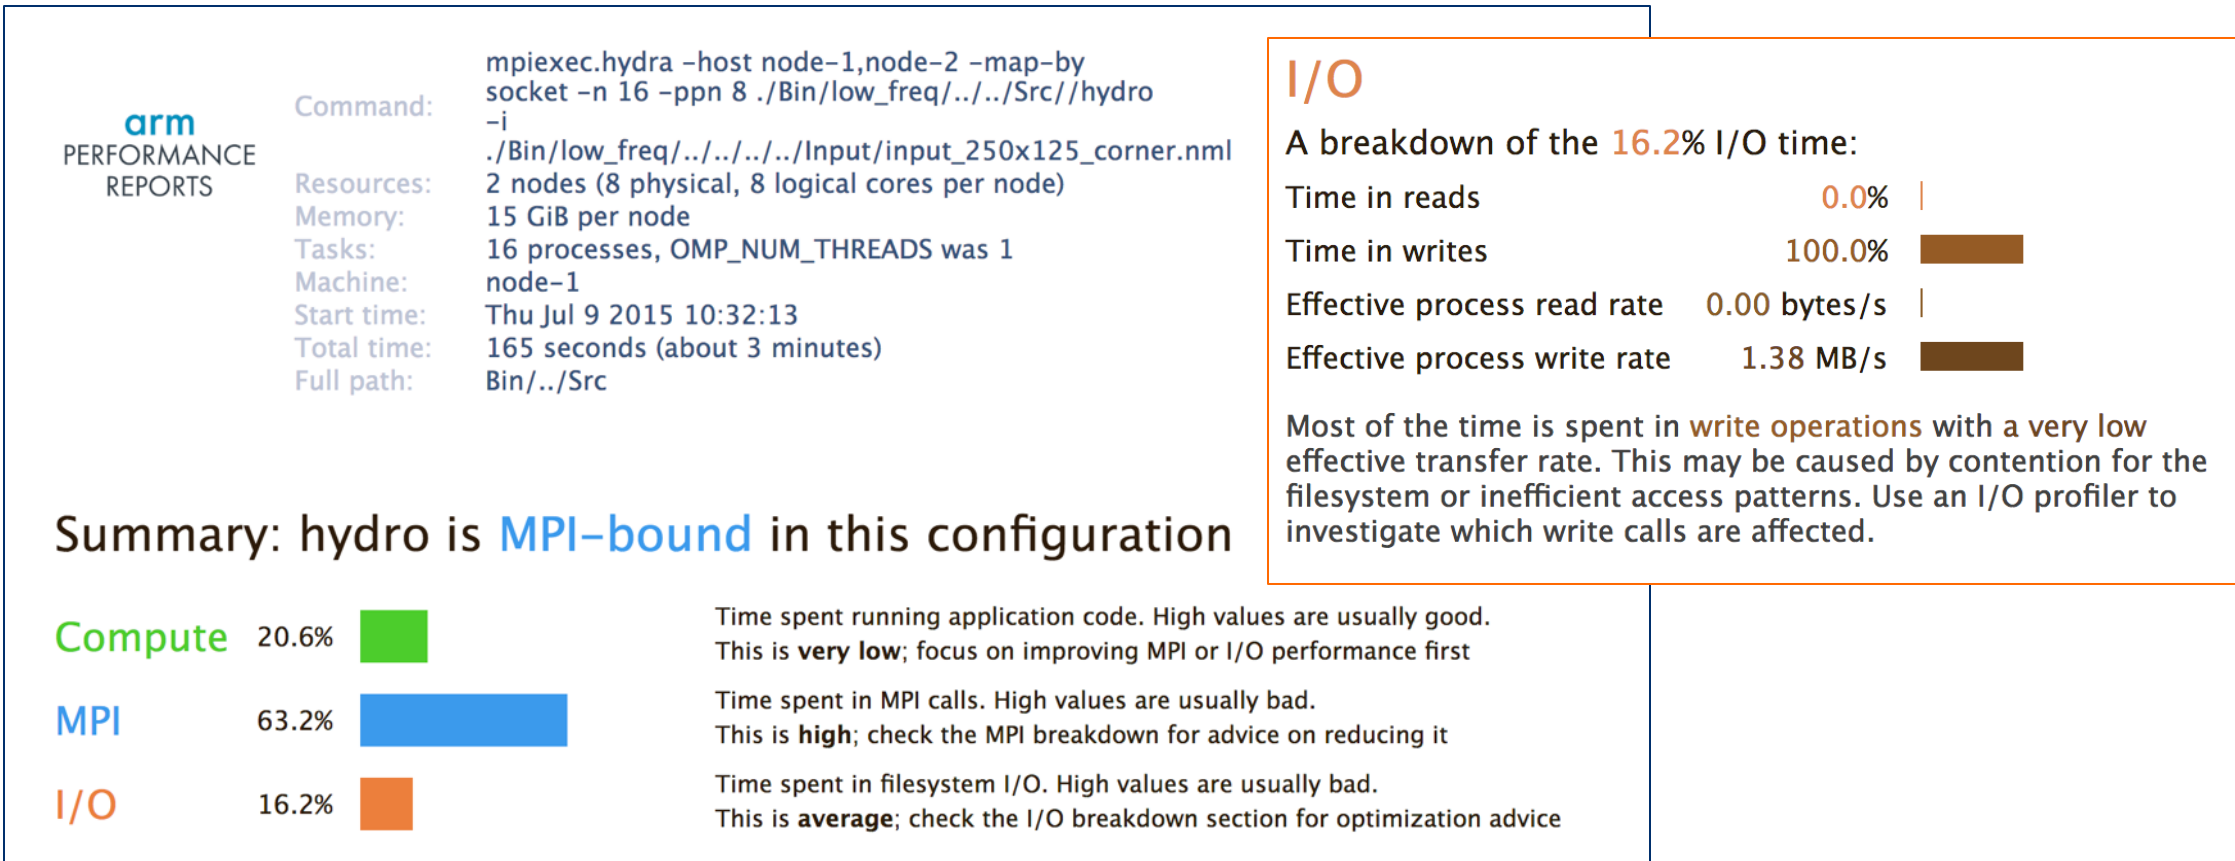 arm
PERFORMANCE
REPORTS
Command:
mpiexec.hydra -host node-1,node-2 -map-by
socket -n 16 -ppn 8 ./Bin/low_freq/../../Src//hydro
-i
./Bin/low_freq/../../../../Input/input_250x125_corner.nml
Resources: 2 nodes (8 physical, 8 logical cores per node)
Memory: 15 GiB per node
Tasks: 16 processes, OMP_NUM_THREADS was 1
Machine: node-1
Start time: Thu Jul 9 2015 10:32:13
Total time: 165 seconds (about 3 minutes)
Full path: Bin/../Src
Summary: hydro is MPI-bound in this configuration
Compute 20.6%
Time spent running application code. High values are usually good.
This is very low; focus on improving MPI or I/O performance first
MPI 63.2%
Time spent in MPI calls. High values are usually bad.
This is high; check the MPI breakdown for advice on reducing it
I/O 16.2%
Time spent in filesystem I/O. High values are usually bad.
This is average; check the I/O breakdown section for optimization advice
I/O
A breakdown of the 16.2% I/O time:
Time in reads 0.0%
Time in writes 100.0%
Effective process read rate 0.00 bytes/s
Effective process write rate 1.38 MB/s
Most of the time is spent in write operations with a very low
effective transfer rate. This may be caused by contention for the
filesystem or inefficient access patterns. Use an I/O profiler to
investigate which write calls are affected.